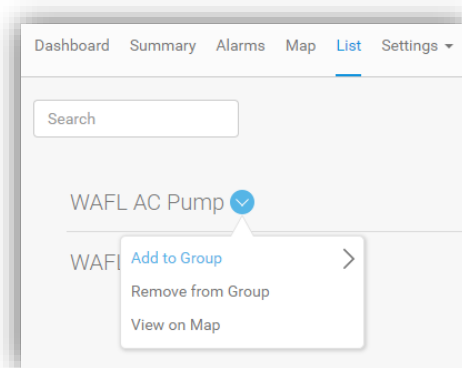 Dashboard Summary Alarms Map List Settings
Search
WAFL AC Pump
WAFL
Add to Group
Remove from Group
View on Map